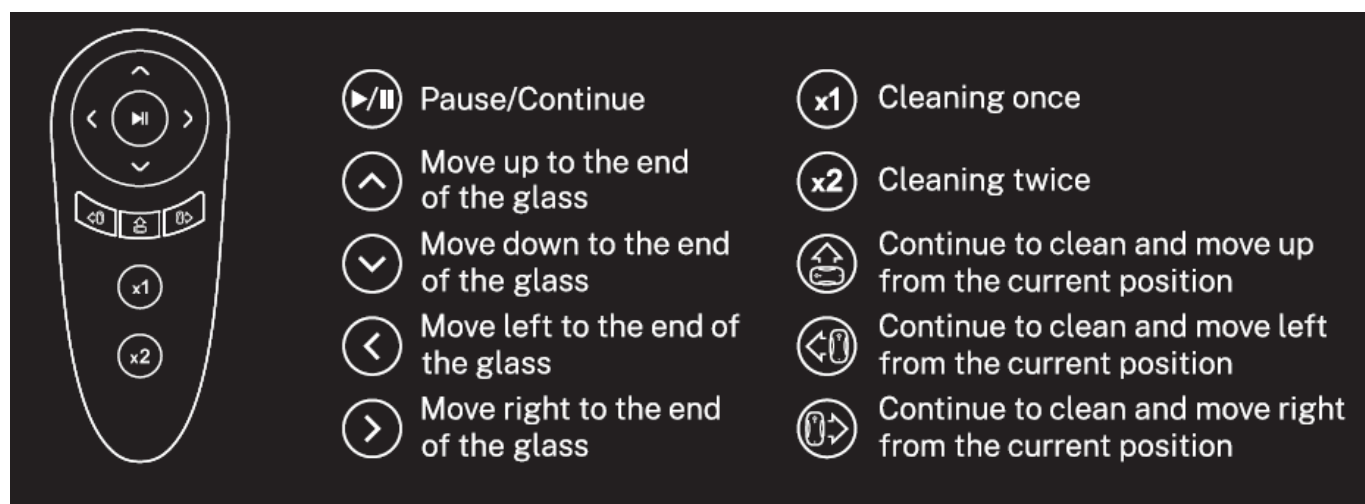 x1
x2
▶/II Pause/Continue
Move up to the end
of the glass
Move down to the end
of the glass
Move left to the end of
the glass
Move right to the end
of the glass
x1 Cleaning once
x2 Cleaning twice
Continue to clean and move up
from the current position
Continue to clean and move left
from the current position
Continue to clean and move right
from the current position